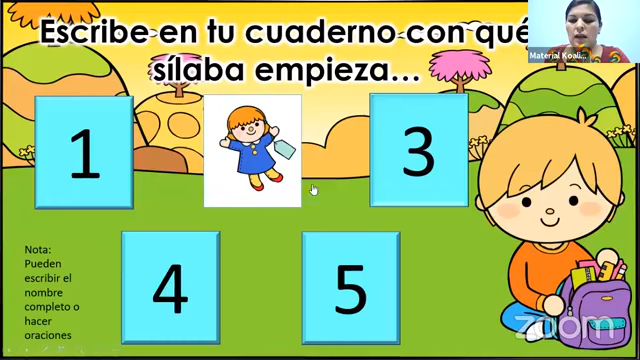 Escribe en tu cuaderno con qué
sílaba empieza...
Material Koali...
1
3
4
5
Nota:
Pueden
escribir el
nombre
completo o
hacer
oraciones
zoom